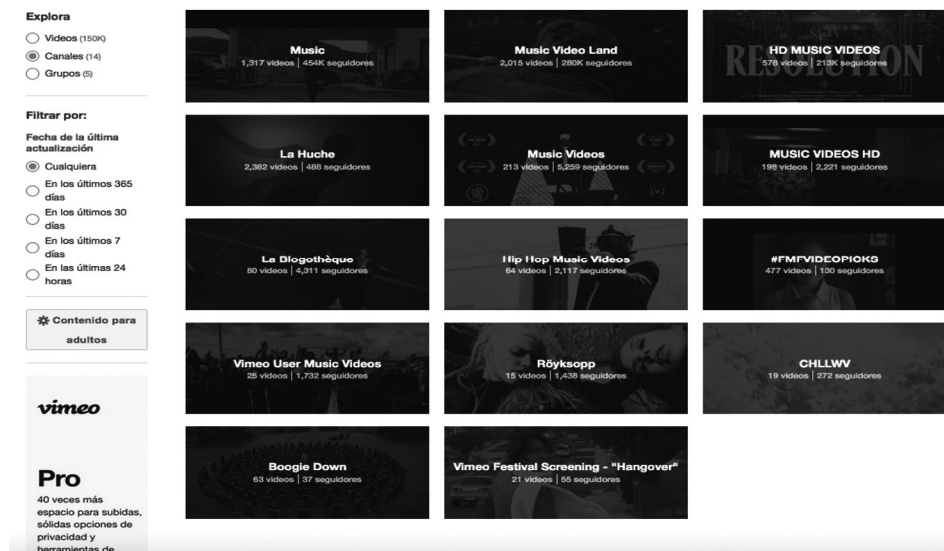 Explora
Videos (150K)
Canales (14)
Grupos (5)
Filtrar por:
Fecha de la última
actualización
Cualquiera
En los últimos 365
días
En los últimos 30
días
En los últimos 7
días
En las últimas 24
horas
Contenido para
adultos
vimeo
Pro
40 veces más
espacio para subidas,
sólidas opciones de
privacidad y
herramientas de
Music
1,317 videos | 454K seguidores
Music Video Land
2,015 videos | 280K seguidores
HD MUSIC VIDEOS
578 videos | 213K seguidores
RESOLUTION
La Huche
2,382 videos | 488 seguidores
Music Videos
213 videos | 5,259 seguidores
MUSIC VIDEOS HD
198 videos | 2,221 seguidores
La Blogothèque
80 videos | 4,311 seguidores
Hip Hop Music Videos
64 videos | 2,117 seguidores
#FMFVIDEOPICKS
477 videos | 130 seguidores
Vimeo User Music Videos
25 videos | 1,732 seguidores
Röyksopp
15 videos | 1,438 seguidores
CHLLWV
19 videos | 272 seguidores
Boogie Down
63 videos | 37 seguidores
Vimeo Festival Screening - "Hangover"
21 videos | 55 seguidores